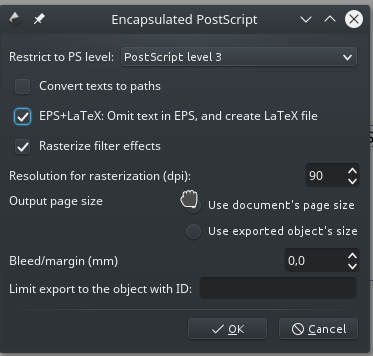 Encapsulated PostScript
Restrict to PS level: PostScript level 3
Convert texts to paths
EPS+LaTeX: Omit text in EPS, and create LaTeX file
Rasterize filter effects
Resolution for rasterization (dpi): 90
Output page size Use document's page size
Use exported object's size
Bleed/margin (mm) 0,0
Limit export to the object with ID:
OK Cancel